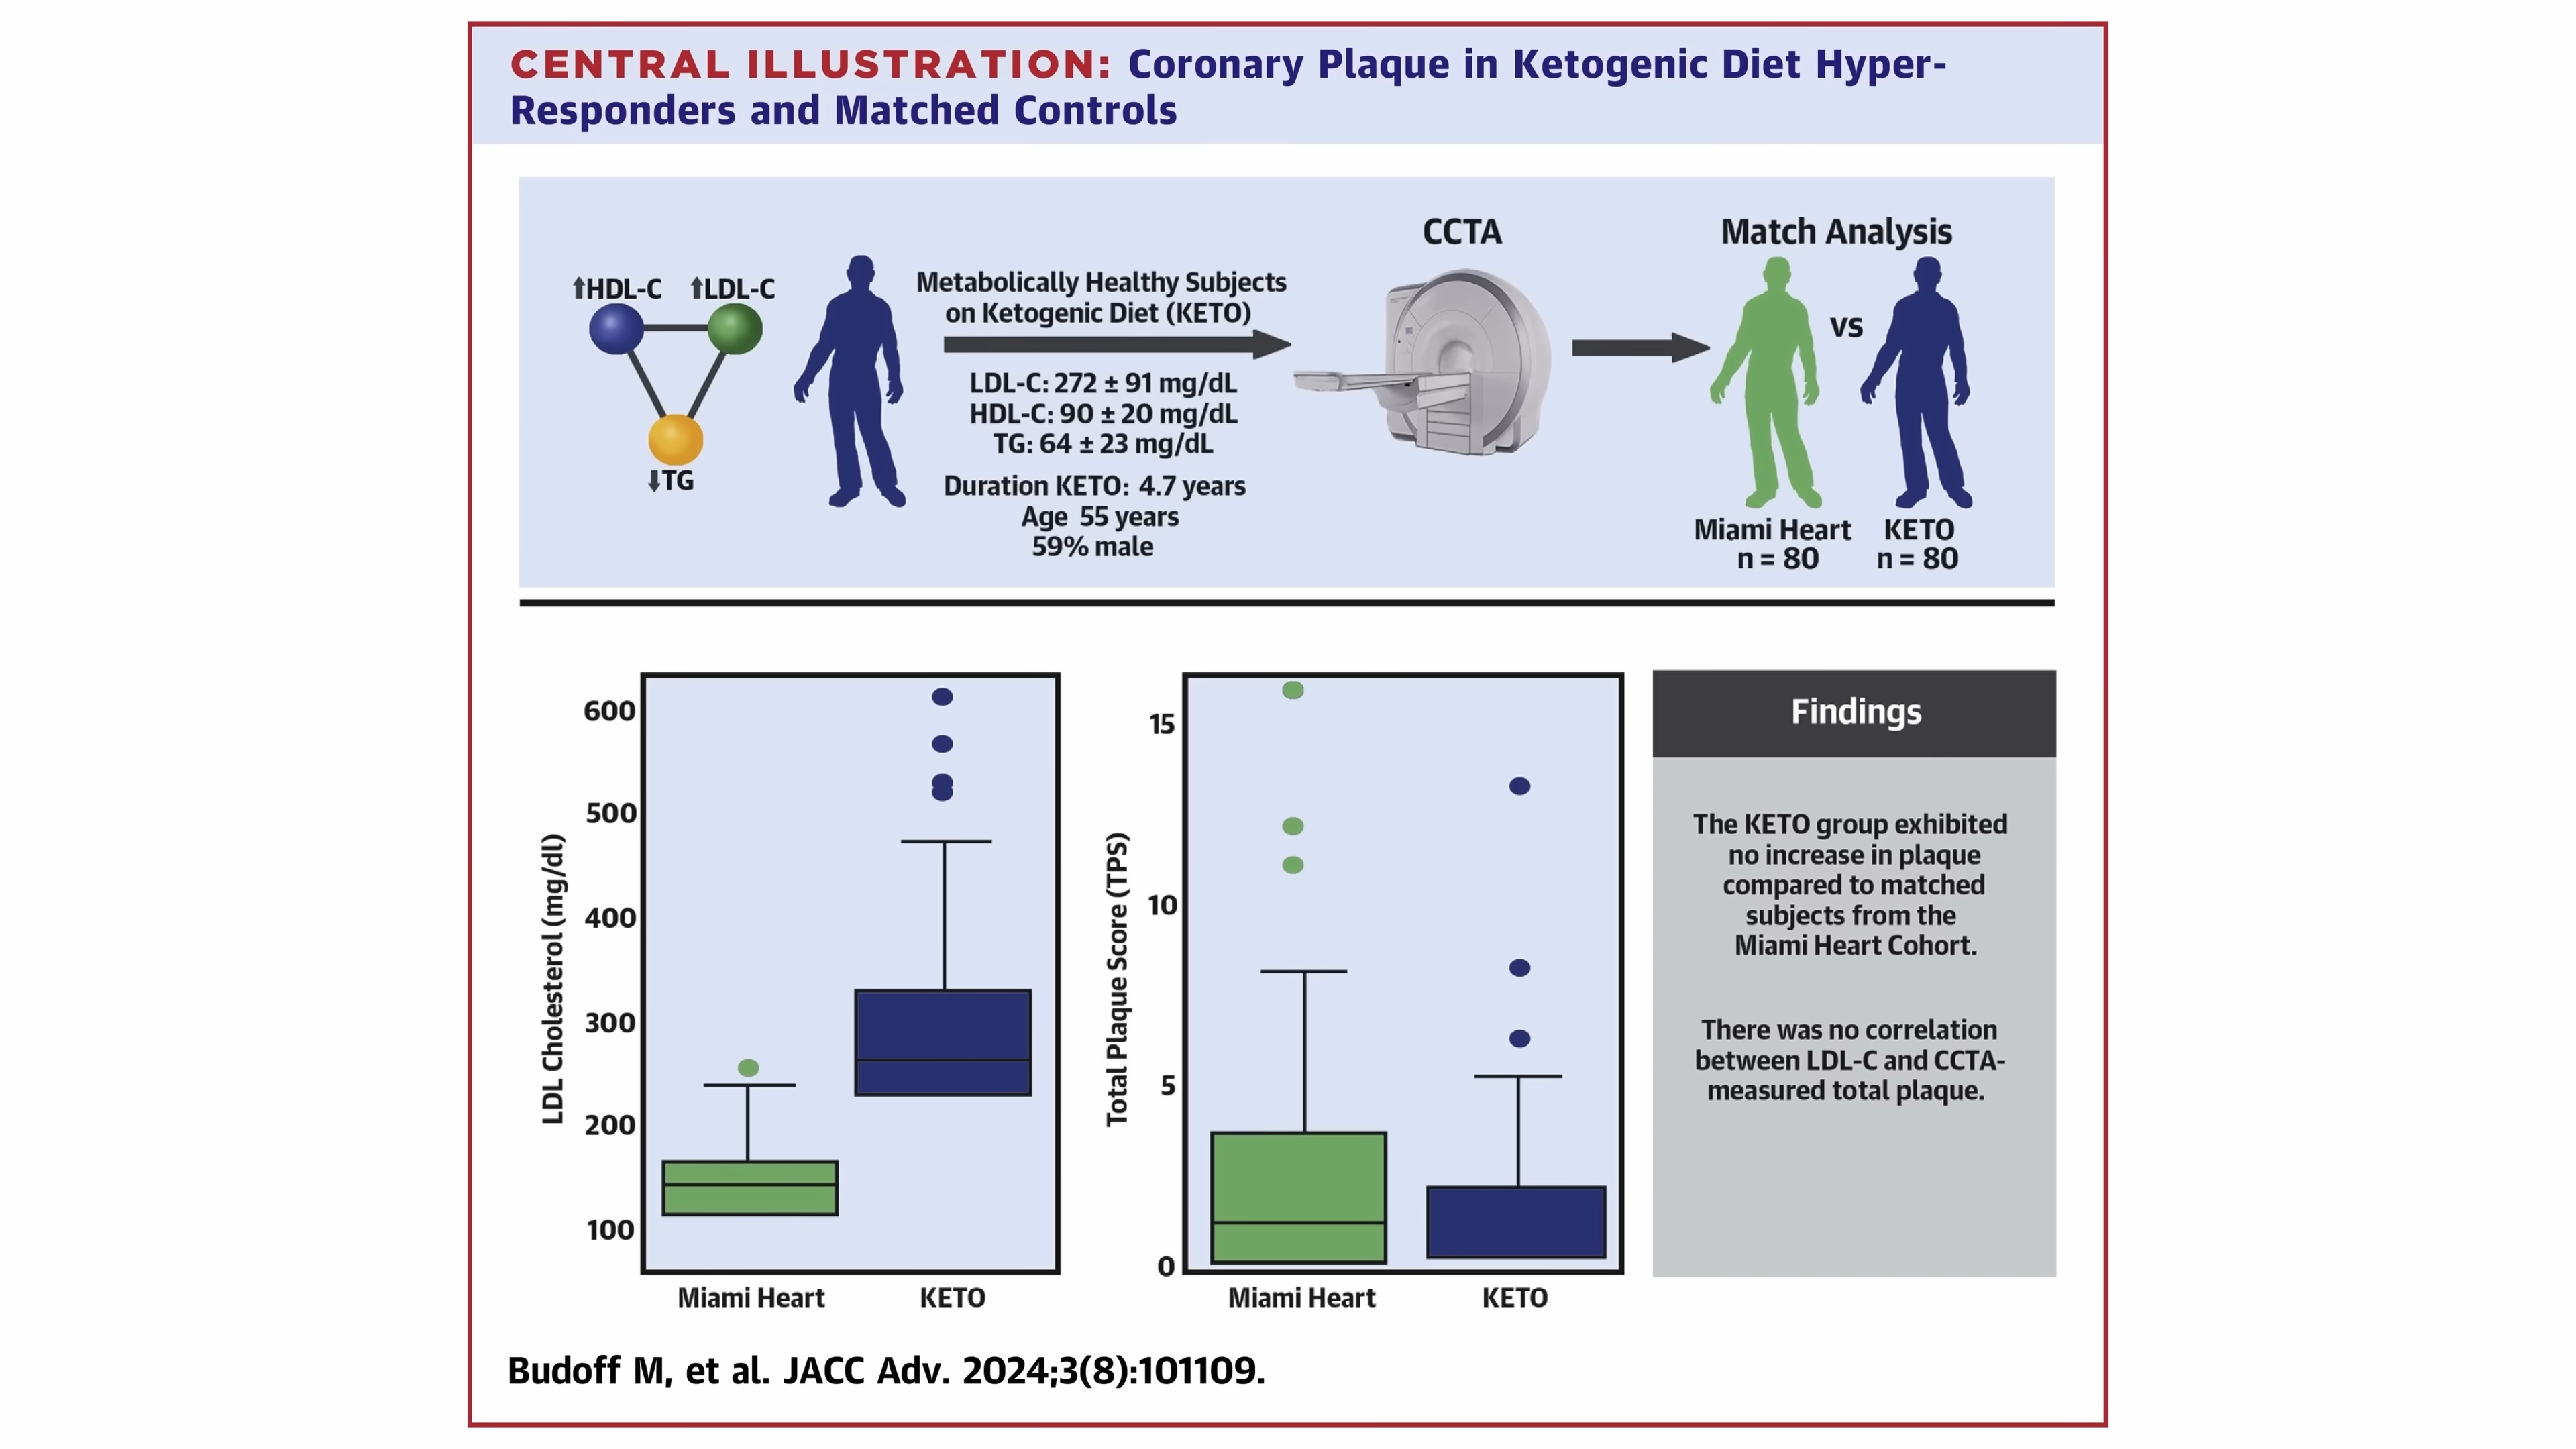 CENTRAL ILLUSTRATION: Coronary Plaque in Ketogenic Diet Hyper-
Responders and Matched Controls
↑HDL-C ↑LDL-C
↓TG
Metabolically Healthy Subjects
on Ketogenic Diet (KETO)
LDL-C: 272 ± 91 mg/dL
HDL-C: 90 ± 20 mg/dL
TG: 64 ± 23 mg/dL
Duration KETO: 4.7 years
Age 55 years
59% male
CCTA
Match Analysis
VS
Miami Heart KETO
n = 80 n = 80
LDL Cholesterol (mg/dl)
600
500
400
300
200
100
Miami Heart KETO
Total Plaque Score (TPS)
15
10
5
0
Miami Heart KETO
Findings
The KETO group exhibited
no increase in plaque
compared to matched
subjects from the
Miami Heart Cohort.
There was no correlation
between LDL-C and CCTA-
measured total plaque.
Budoff M, et al. JACC Adv. 2024;3(8):101109.